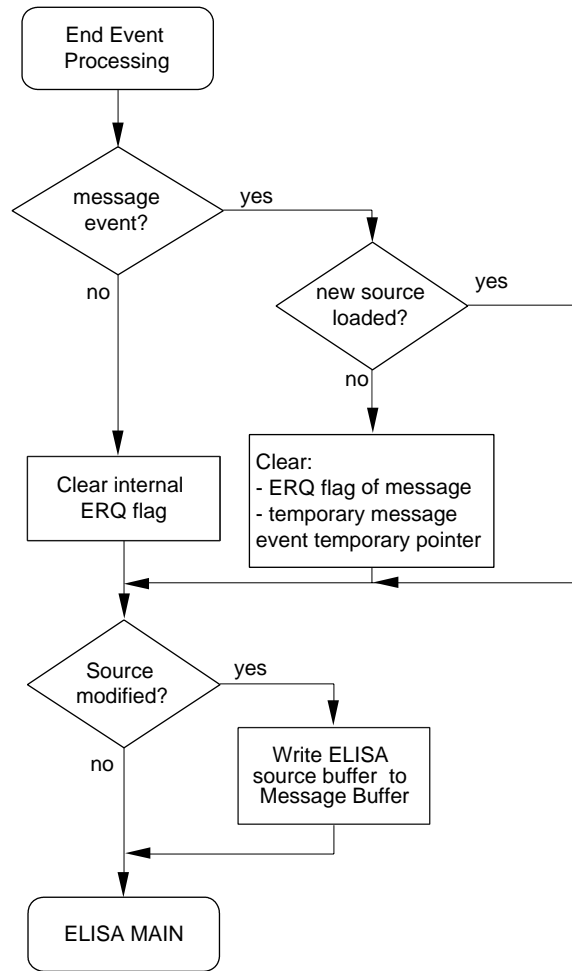 End Event
Processing
message
event?
yes
no
new source
loaded?
yes
no
Clear internal
ERQ flag
Clear:
- ERQ flag of message
- temporary message
event temporary pointer
Source
modified?
yes
no
Write ELISA
source buffer to
Message Buffer
ELISA MAIN